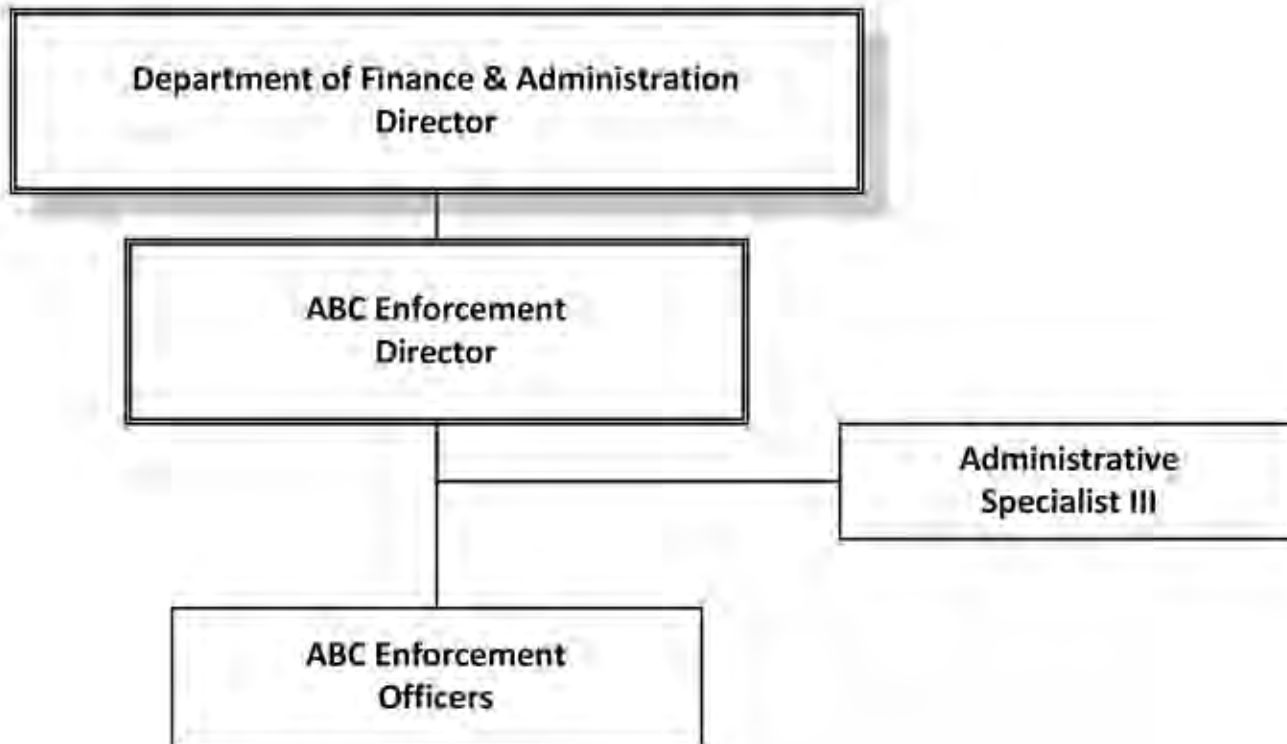 Department of Finance & Administration
Director
ABC Enforcement
Director
Administrative
Specialist III
ABC Enforcement
Officers